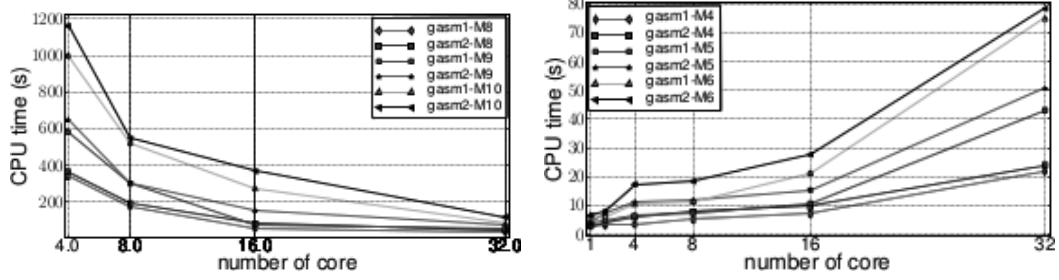 1200
1000
800
600
400
200
CPU time (s)
4.0
8.0
16.0
32.0
number of core
gasm1-M8
gasm2-M8
gasm1-M9
gasm2-M9
gasm1-M10
gasm2-M10
80
70
60
50
40
30
20
10
0
CPU time (s)
1
4
8
16
32
number of core
gasm1-M4
gasm2-M4
gasm1-M5
gasm2-M5
gasm1-M6
gasm2-M6